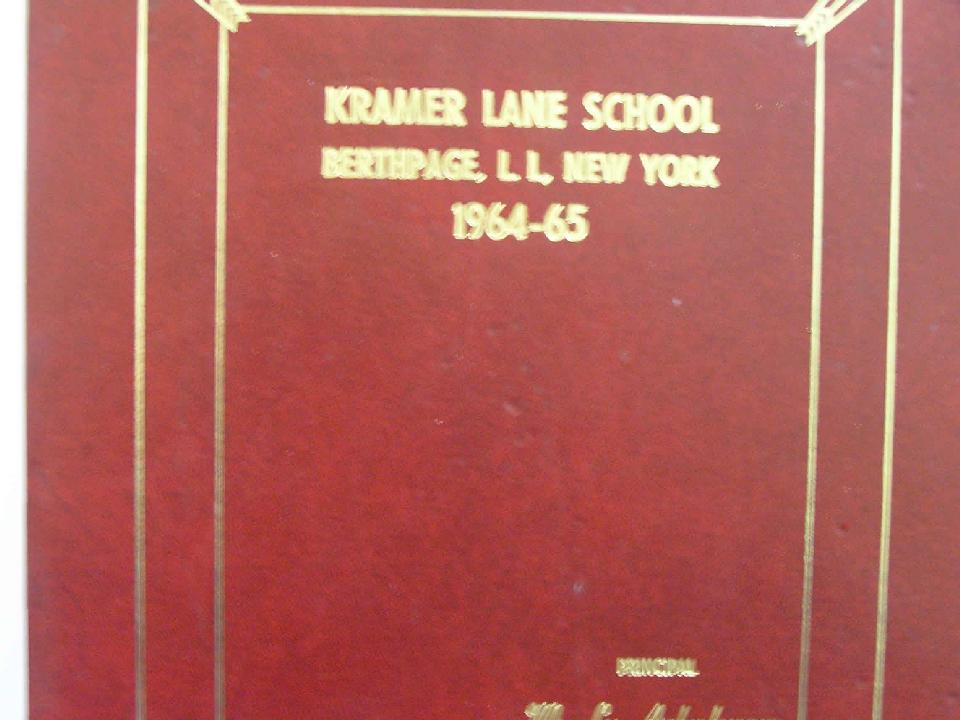 KRAMER LANE SCHOOL
BERTHPAGE, L. I., NEW YORK
1964-65
PRINCIPAL